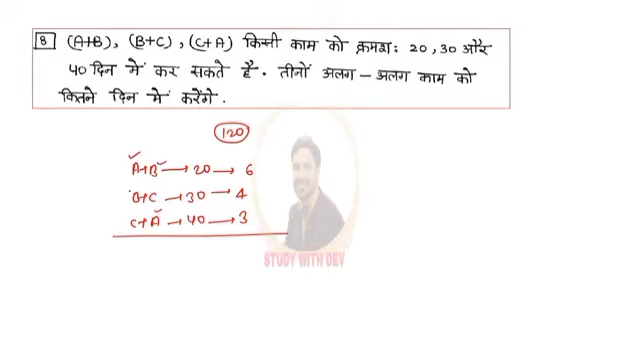 8 (A+B), (B+C), (C+A) किसी काम को क्रमशः 20, 30 और
40 दिन में कर सकते है. तीनों अलग - अलग काम को
कितने दिन में करेंगे.
120
A+B → 20 → 6
B+C → 30 → 4
C+A → 40 → 3
STUDY WITH DEV